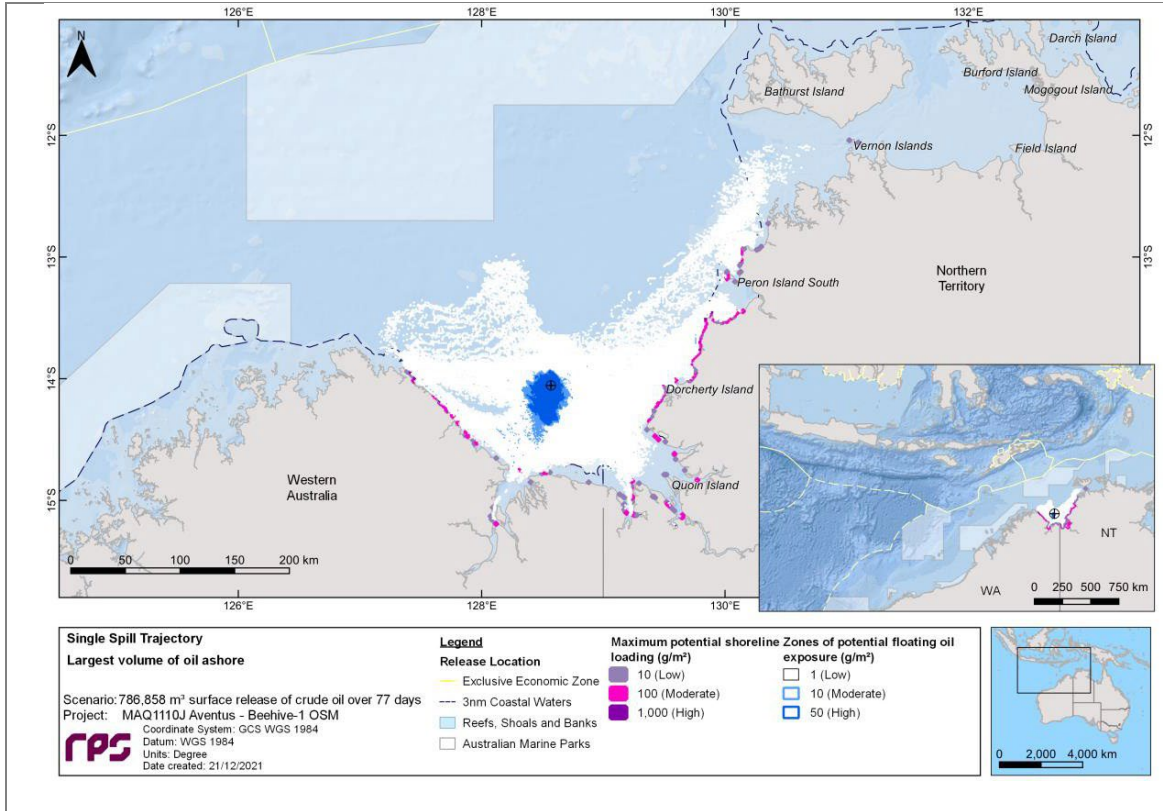 126°E
128°E
130°E
132°E
N
Darch Island
Burford Island
Bathurst Island
Mogogout Island
12°S
12°S
Vernon Islands
Field Island
13°S
13°S
Northern
Territory
Peron Island South
14°S
Dorcherty Island
Western
Australia
Quoin Island
15°S
0 50 100 150 200 km
NT
WA
0 250 500 750 km
126°E
128°E
130°E
Single Spill Trajectory
Largest volume of oil ashore
Scenario: 786,858 m³ surface release of crude oil over 77 days
Project: MAQ1110J Aventus - Beehive-1 OSM
rps
Coordinate System: GCS WGS 1984
Datum: WGS 1984
Units: Degree
Date created: 21/12/2021
Legend
Release Location
Exclusive Economic Zone
3nm Coastal Waters
Reefs, Shoals and Banks
Australian Marine Parks
Maximum potential shoreline
loading (g/m²)
10 (Low)
100 (Moderate)
1,000 (High)
Zones of potential floating oil
exposure (g/m²)
1 (Low)
10 (Moderate)
50 (High)
0 2,000 4,000 km